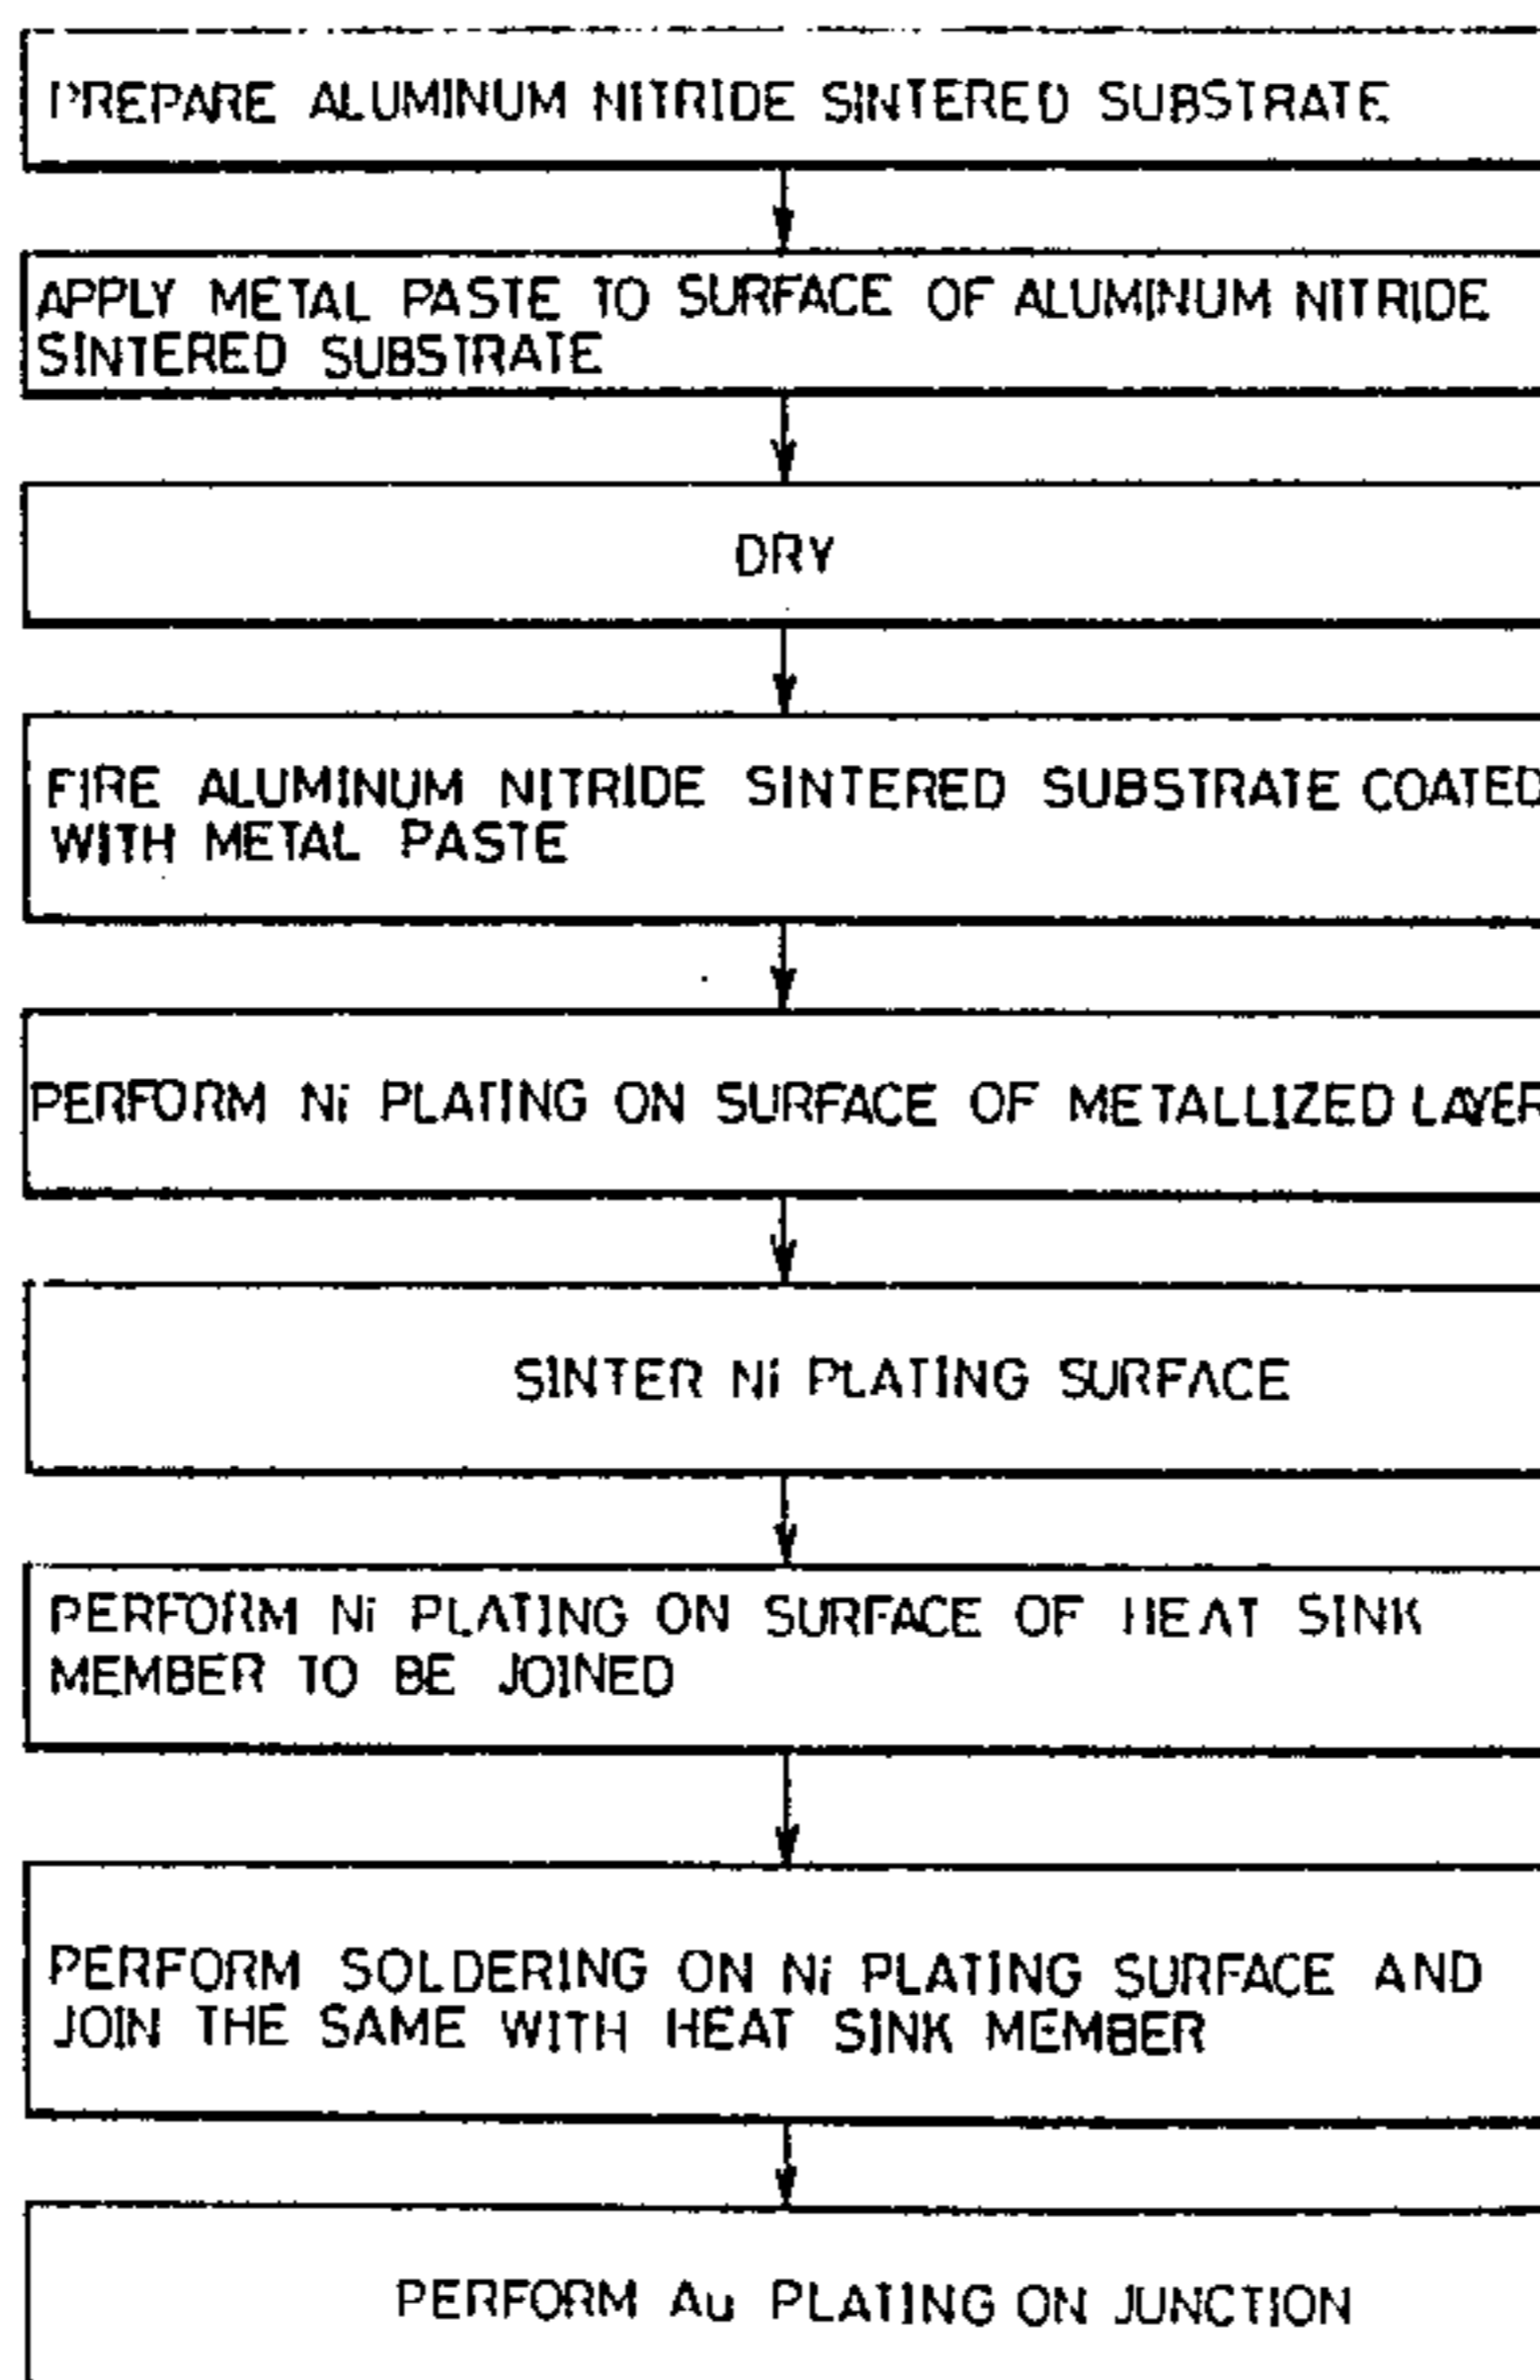 PREPARE ALUMINUM NITRIDE SINTERED SUBSTRATE
APPLY METAL PASTE TO SURFACE OF ALUMINUM NITRIDE
SINTERED SUBSTRATE
DRY
FIRE ALUMINUM NITRIDE SINTERED SUBSTRATE COATED
WITH METAL PASTE
PERFORM Ni PLATING ON SURFACE OF METALLIZED LAYER
SINTER Ni PLATING SURFACE
PERFORM Ni PLATING ON SURFACE OF HEAT SINK
MEMBER TO BE JOINED
PERFORM SOLDERING ON Ni PLATING SURFACE AND
JOIN THE SAME WITH HEAT SINK MEMBER
PERFORM Au PLATING ON JUNCTION